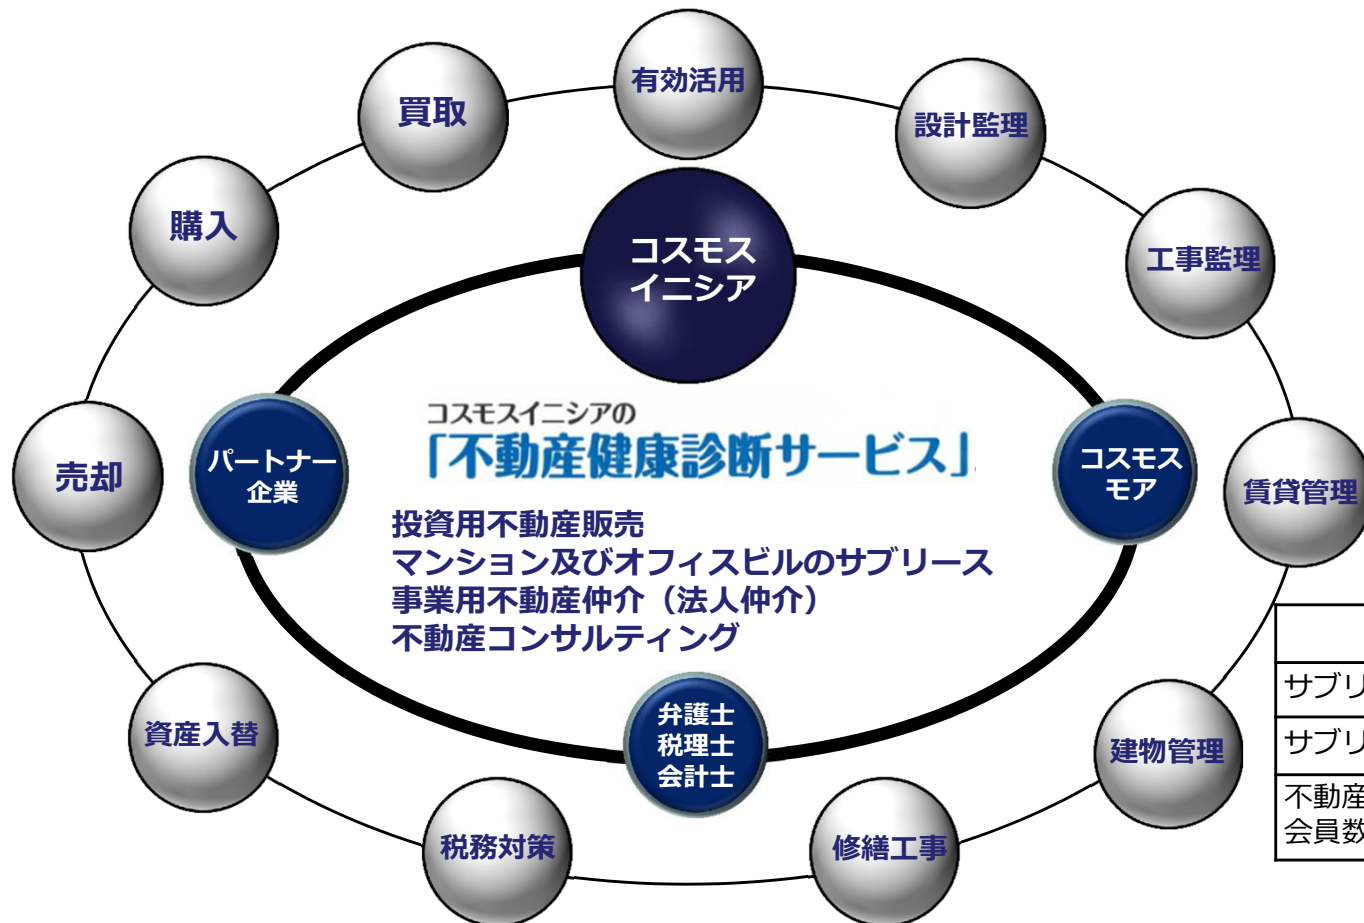 有効活用
買取
設計監理
購入
工事監理
コスモス
イニシア
コスモスイニシアの
「不動産健康診断サービス」
パートナー
企業
コスモス
モア
売却
賃貸管理
投資用不動産販売
マンション及びオフィスビルのサブリース
事業用不動産仲介（法人仲介）
不動産コンサルティング
サブリ
サブリ
不動産
会員数
弁護士
税理士
会計士
資産入替
建物管理
税務対策
修繕工事